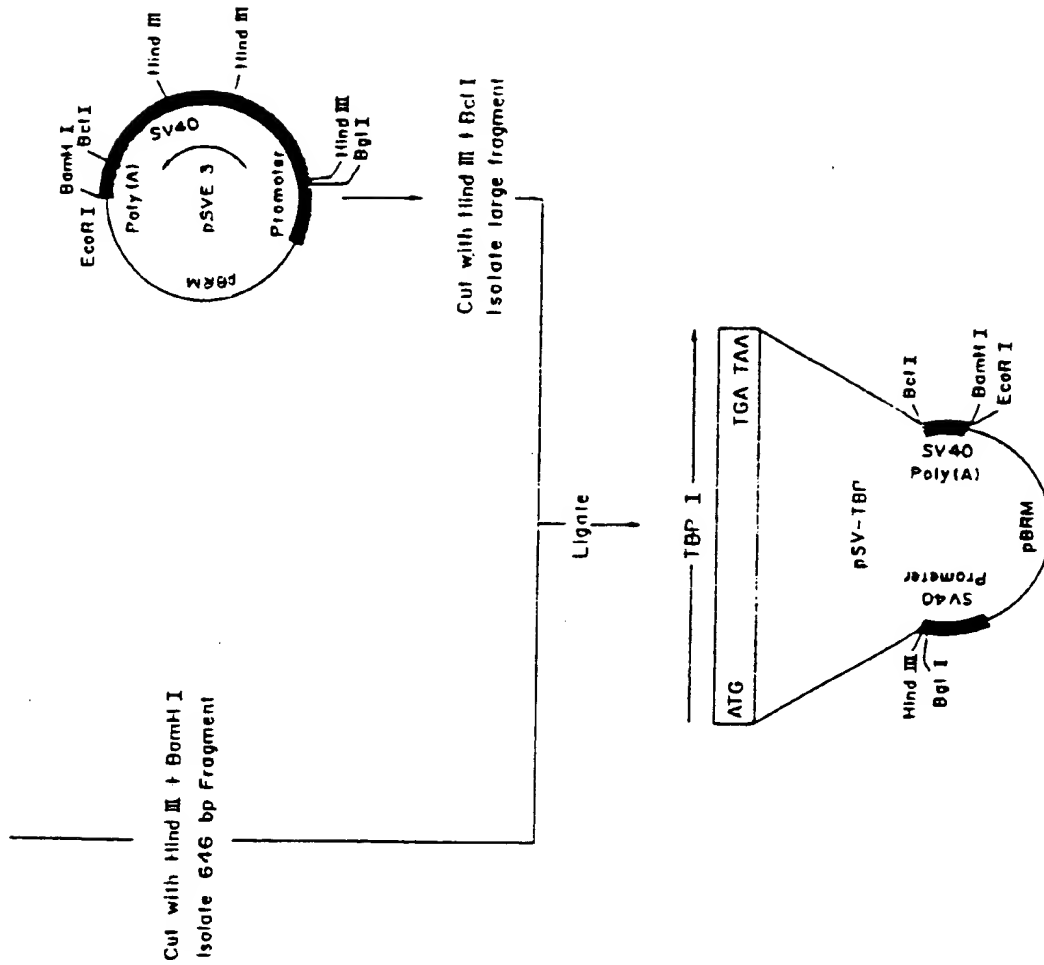 Cut with Hind III + BamH I
Isolate 646 bp Fragment
EcoR I
BamH I
Bcl I
Hind III
Hind III
Hind III
Bgl I
Poly(A)
SV40
pSVE 3
Promoter
pBRM
Cut with Hind III + Bcl I
Isolate large fragment
Ligate
TBP I
ATG
TGA TAA
Hind III
Bgl I
SV40
Prometer
pSV-TBP
SV40
Poly(A)
Bcl I
BamH I
EcoR I
pBRM